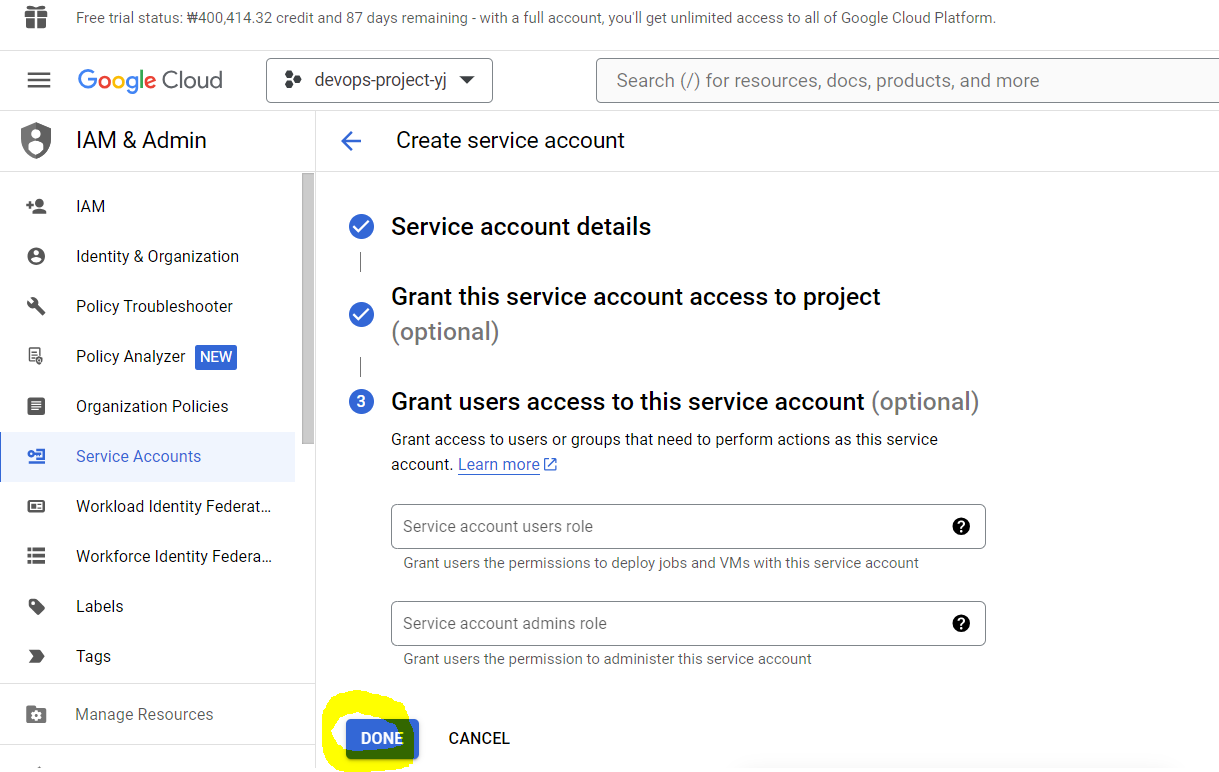 Free trial status: ₩400,414.32 credit and 87 days remaining - with a full account, you'll get unlimited access to all of Google Cloud Platform.
Google Cloud
devops-project-yj
Search (/) for resources, docs, products, and more
IAM & Admin
Create service account
IAM
Identity & Organization
Policy Troubleshooter
Policy Analyzer NEW
Organization Policies
Service Accounts
Workload Identity Federat...
Workforce Identity Federa...
Labels
Tags
Manage Resources
Service account details
Grant this service account access to project
(optional)
3 Grant users access to this service account (optional)
Grant access to users or groups that need to perform actions as this service
account. Learn more
Service account users role
Grant users the permissions to deploy jobs and VMs with this service account
Service account admins role
Grant users the permission to administer this service account
DONE CANCEL